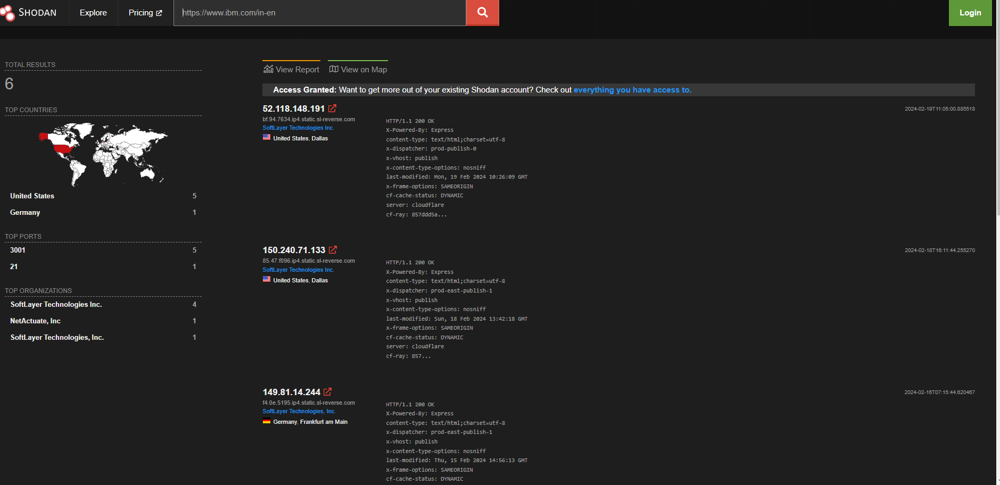 SHODAN
Explore
Pricing
https://www.ibm.com/in-en
Login
TOTAL RESULTS
6
TOP COUNTRIES
United States 5
Germany 1
TOP PORTS
3001 5
21 1
TOP ORGANIZATIONS
SoftLayer Technologies Inc. 4
NetActuate, Inc 1
SoftLayer Technologies, Inc. 1
View Report
View on Map
Access Granted: Want to get more out of your existing Shodan account? Check out everything you have access to.
52.118.148.191
2024-02-19T11:05:00.885518
bf.94.7634.ip4.static.sl-reverse.com
SoftLayer Technologies Inc.
United States, Dallas
HTTP/1.1 200 OK
X-Powered-By: Express
content-type: text/html;charset=utf-8
x-dispatcher: prod-publish-0
x-vhost: publish
x-content-type-options: nosniff
last-modified: Mon, 19 Feb 2024 10:26:09 GMT
x-frame-options: SAMEORIGIN
cf-cache-status: DYNAMIC
server: cloudflare
cf-ray: 857ddd5a...
150.240.71.133
2024-02-18T16:11:44.255270
85.47.f096.ip4.static.sl-reverse.com
SoftLayer Technologies Inc.
United States, Dallas
HTTP/1.1 200 OK
X-Powered-By: Express
content-type: text/html;charset=utf-8
x-dispatcher: prod-east-publish-1
x-vhost: publish
x-content-type-options: nosniff
last-modified: Sun, 18 Feb 2024 13:42:18 GMT
x-frame-options: SAMEORIGIN
cf-cache-status: DYNAMIC
server: cloudflare
cf-ray: 857...
149.81.14.244
2024-02-16T07:15:44.620467
f4.0e.5195.ip4.static.sl-reverse.com
SoftLayer Technologies, Inc.
Germany, Frankfurt am Main
HTTP/1.1 200 OK
X-Powered-By: Express
content-type: text/html;charset=utf-8
x-dispatcher: prod-east-publish-1
x-vhost: publish
x-content-type-options: nosniff
last-modified: Thu, 15 Feb 2024 14:56:13 GMT
x-frame-options: SAMEORIGIN
cf-cache-status: DYNAMIC